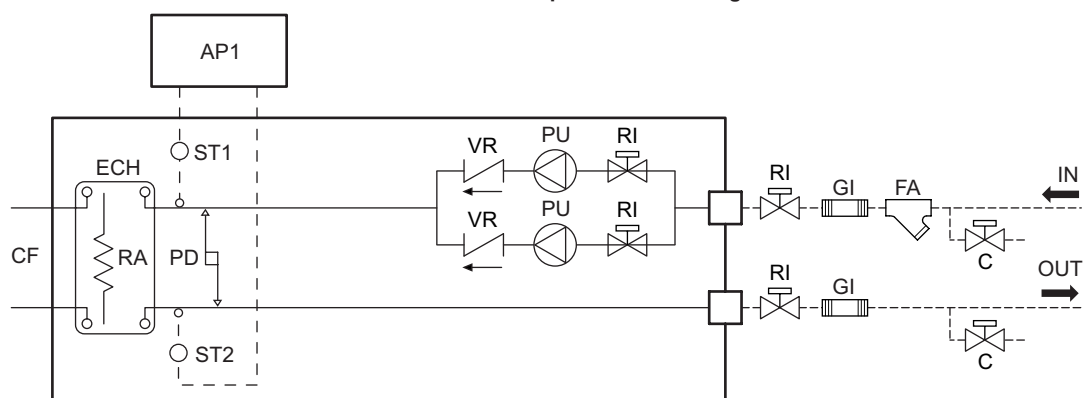 AP1
ST1
ECH
VR
PU
RI
RI
GI
FA
IN
CF
RA
PD
VR
PU
RI
C
RI
GI
OUT
ST2
C